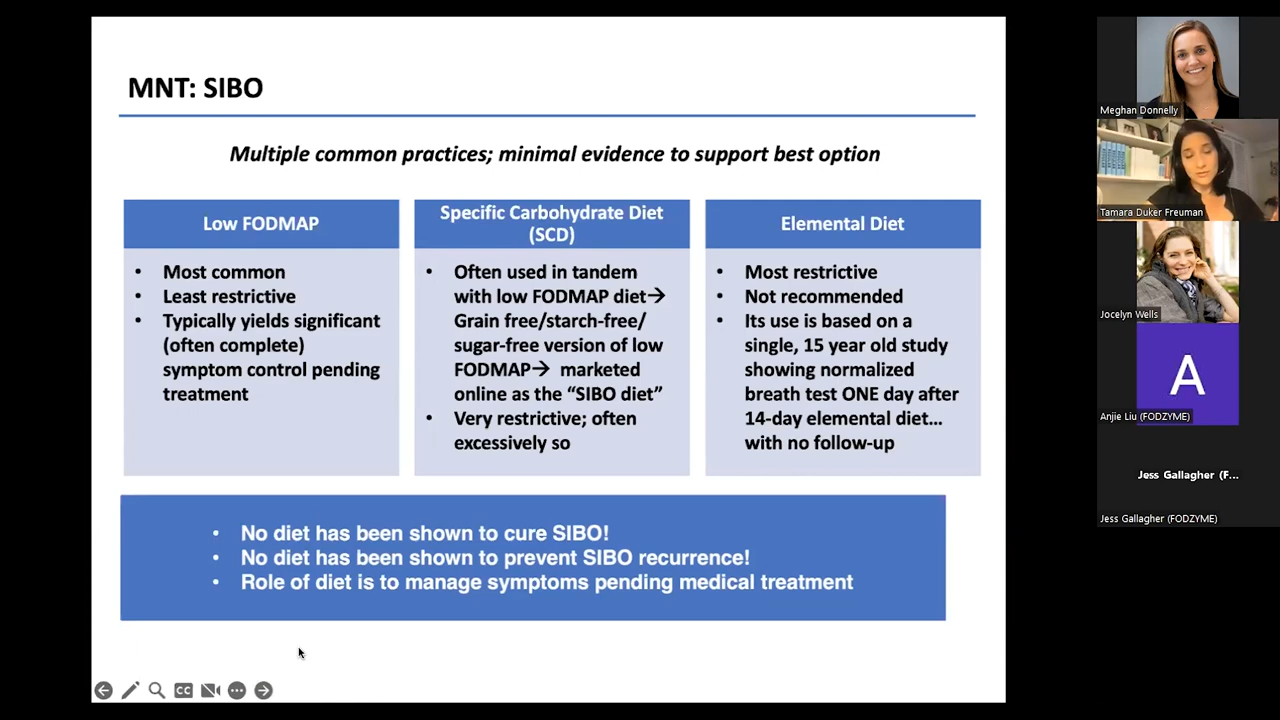 MNT: SIBO
Multiple common practices; minimal evidence to support best option
Low FODMAP
• Most common
• Least restrictive
• Typically yields significant
(often complete)
symptom control pending
treatment
Specific Carbohydrate Diet
(SCD)
• Often used in tandem
with low FODMAP diet→
Grain free/starch-free/
sugar-free version of low
FODMAP→ marketed
online as the “SIBO diet”
• Very restrictive; often
excessively so
Elemental Diet
• Most restrictive
• Not recommended
• Its use is based on a
single, 15 year old study
showing normalized
breath test ONE day after
14-day elemental diet…
with no follow-up
• No diet has been shown to cure SIBO!
• No diet has been shown to prevent SIBO recurrence!
• Role of diet is to manage symptoms pending medical treatment
CC
Meghan Donnelly
Tamara Duker Freuman
Jocelyn Wells
A
Anjie Liu (FODZYME)
Jess Gallagher (F...
Jess Gallagher (FODZYME)